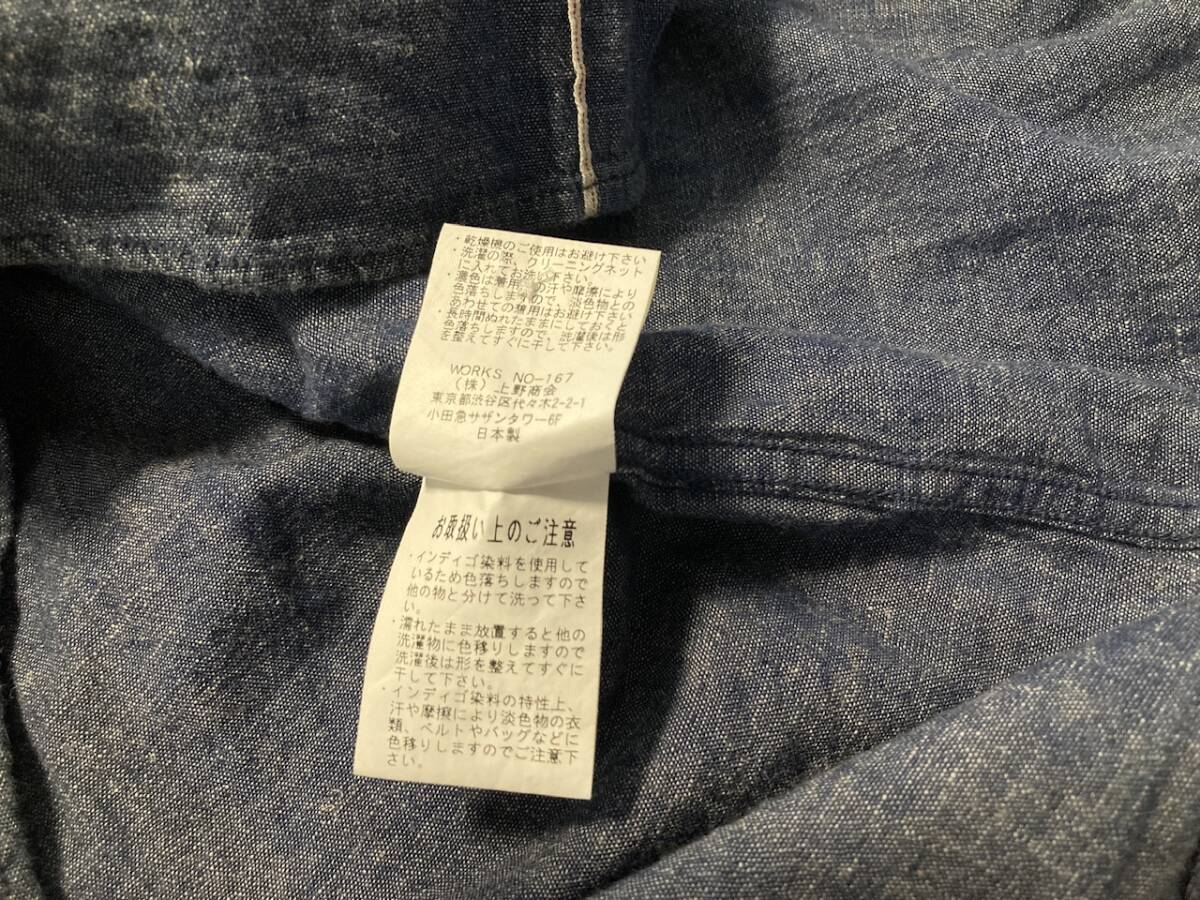 ・乾燥機のご使用はお避け下さい
・洗濯の際、クリーニングネット
に入れてお洗い下さい。
・濃色は着用の汗や摩擦により
色落ちしますので、淡色物との
あわせての着用はお避け下さい
・長時間ぬれたままにしておくと
色落ちしますので、洗濯後は形
を整えてすぐに干して下さい。
WORKS NO-167
(株)上野商会
東京都渋谷区代々木2-2-1
小田急サザンタワー6F
日本製
お取扱い上のご注意
・インディゴ染料を使用して
いるため色落ちしますので
他の物と分けて洗って下さ
い。
・濡れたまま放置すると他の
洗濯物に色移りしますので
洗濯後は形を整えてすぐに
干して下さい。
・インディゴ染料の特性上、
汗や摩擦により淡色物の衣
類、ベルトやバッグなどに
色移りしますのでご注意下
さい。